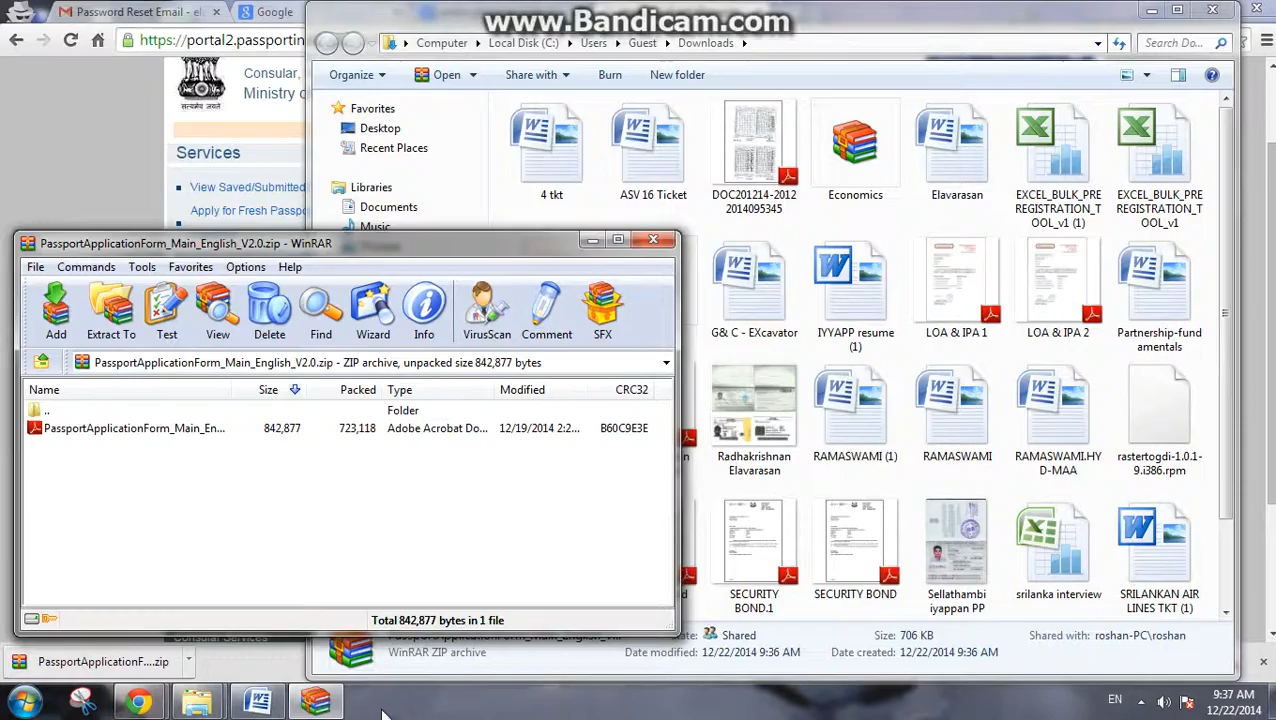 www.Bandicam.com
Password Reset Email - ela
Google
https://portal2.passportin
Computer
Local Disk (C:)
Users
Guest
Downloads
Search Do...
Organize
Open
Share with
Burn
New folder
Consular,
Ministry o
Services
View Saved/Submitted
Apply for Fresh Passpo
Favorites
Desktop
Recent Places
Libraries
Documents
Music
4 tkt
ASV 16 Ticket
DOC201214-2012
2014095345
Economics
Elavarasan
EXCEL_BULK_PRE
REGISTRATION_T
OOL_v1 (1)
EXCEL_BULK_PRE
REGISTRATION_T
OOL_v1
G& C - EXcavator
IYYAPP resume
(1)
LOA & IPA 1
LOA & IPA 2
Partnership-fund
amentals
Radhakrishnan
Elavarasan
RAMASWAMI (1)
RAMASWAMI
RAMASWAMI.HY
D-MAA
rastertogdi-1.0.1-
9.i386.rpm
SECURITY
BOND.1
SECURITY BOND
Sellathambi
iyappan PP
srilanka interview
SRILANKAN AIR
LINES TKT (1)
PassportApplicationForm_Main_English_V2.0.zip - WinRAR
File
Commands
Tools
Favorites
Options
Help
Add
Extract To
Test
View
Delete
Find
Wizard
Info
VirusScan
Comment
SFX
PassportApplicationForm_Main_English_V2.0.zip - ZIP archive, unpacked size 842,877 bytes
Name
Size
Packed
Type
Modified
CRC32
..
Folder
PassportApplicationForm_Main_En...
842,877
723,118
Adobe Acrobat Do...
12/19/2014 2:2...
B60C9E3E
Total 842,877 bytes in 1 file
WinRAR ZIP archive
Date modified: 12/22/2014 9:36 AM
Shared
Size: 706 KB
Date created: 12/22/2014 9:36 AM
Shared with: roshan-PC\roshan
PassportApplicationF....zip
EN
9:37 AM
12/22/2014